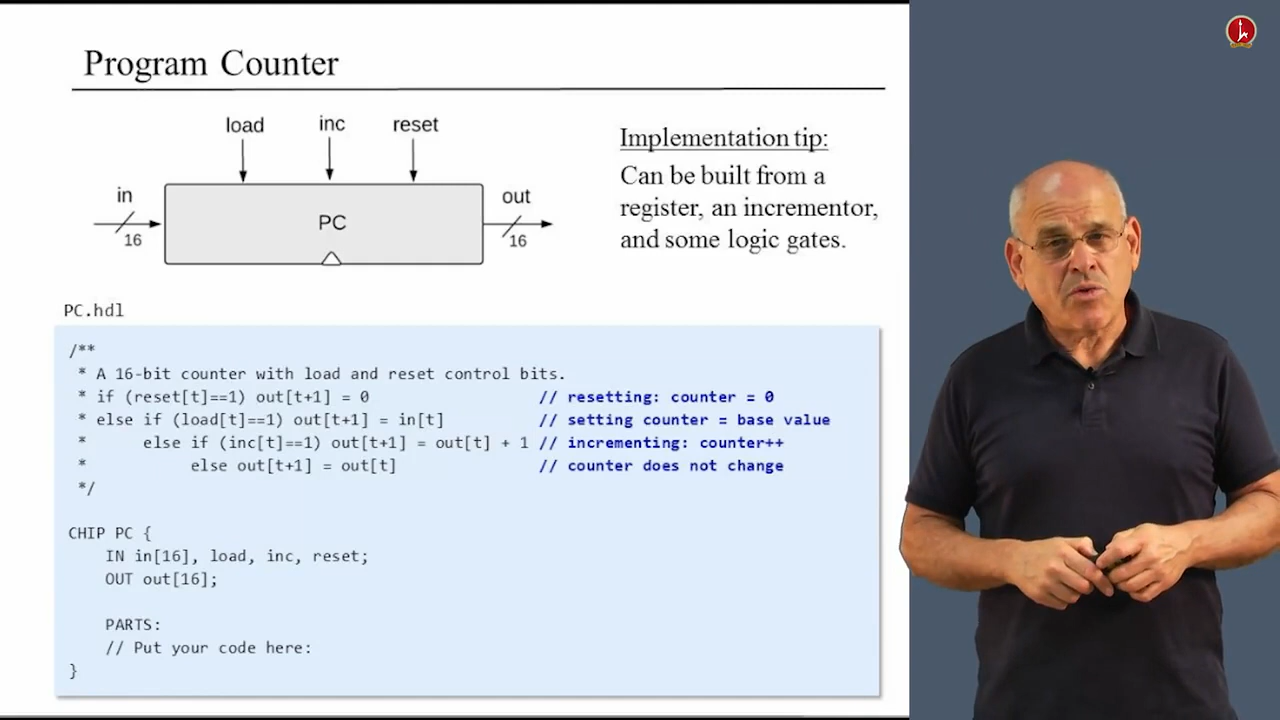 Program Counter
load inc reset
in out
PC
16 16
Implementation tip:
Can be built from a
register, an incrementor,
and some logic gates.
PC.hdl
/**
* A 16-bit counter with load and reset control bits.
* if (reset[t]==1) out[t+1] = 0 // resetting: counter = 0
* else if (load[t]==1) out[t+1] = in[t] // setting counter = base value
* else if (inc[t]==1) out[t+1] = out[t] + 1 // incrementing: counter++
* else out[t+1] = out[t] // counter does not change
*/
CHIP PC {
IN in[16], load, inc, reset;
OUT out[16];
PARTS:
// Put your code here:
}